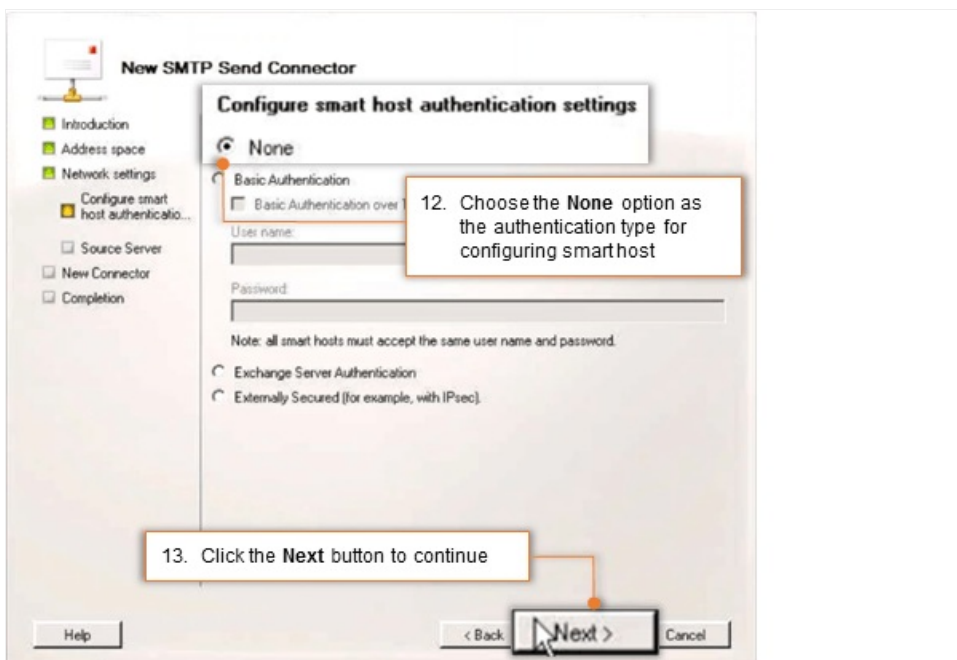 New SMTP Send Connector
Configure smart host authentication settings
None
Introduction
Address space
Network settings
Configure smart
host authenticatio...
Source Server
New Connector
Completion
Basic Authentication
Basic Authentication over
12. Choose the None option as
the authentication type for
configuring smart host
User name:
Password:
Note: all smart hosts must accept the same user name and password.
Exchange Server Authentication
Externally Secured (for example, with IPsec).
13. Click the Next button to continue
Help
< Back
Next >
Cancel